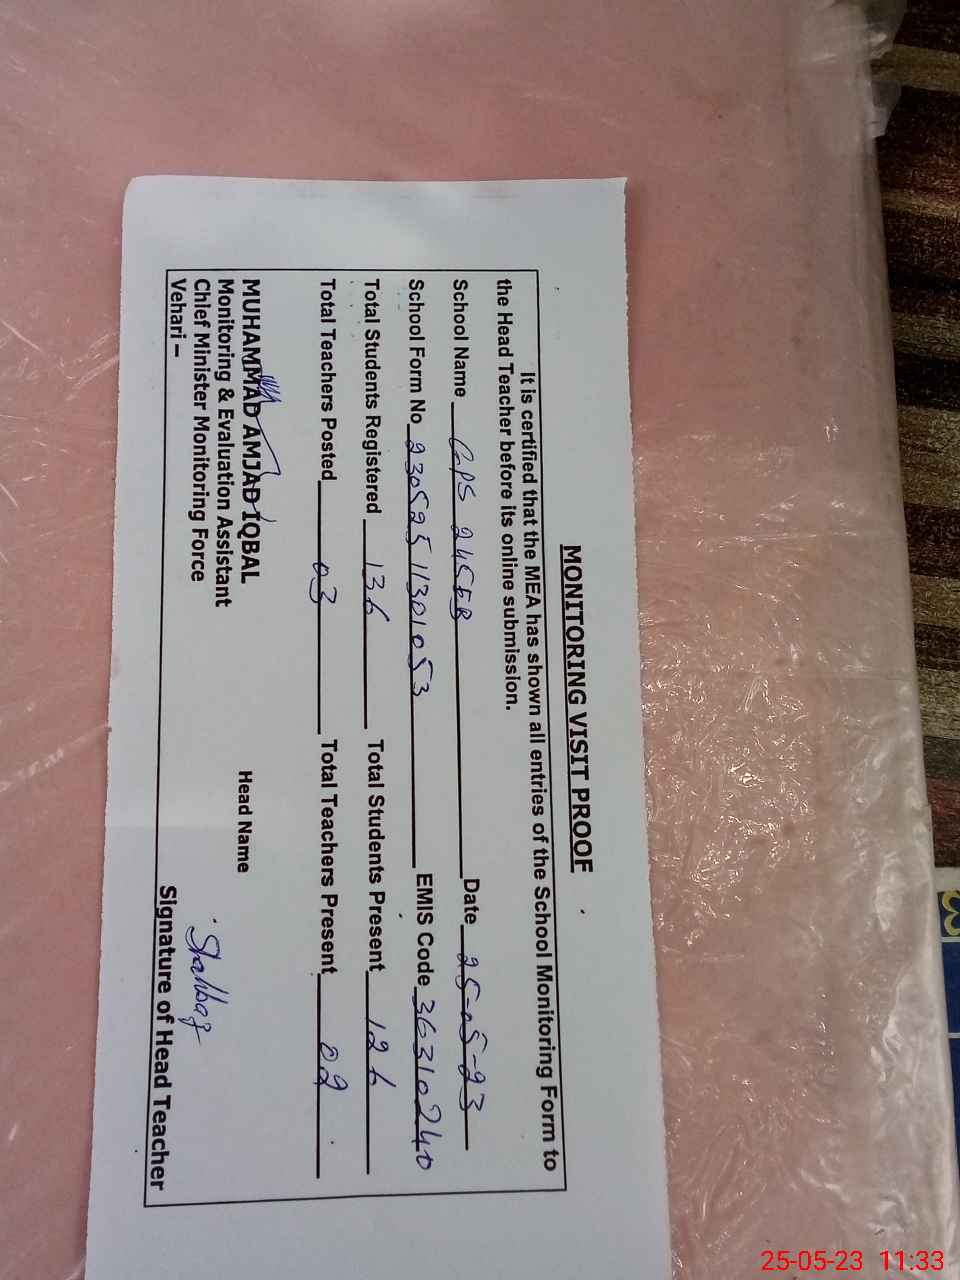 MONITORING VISIT PROOF
It is certified that the MEA has shown all entries of the School Monitoring Form to
the Head Teacher before its online submission.
School Name GPS 245EB Date 25-05-23
School Form No 23052511301053 EMIS Code 36310240
Total Students Registered 136 Total Students Present 126
Total Teachers Posted 03 Total Teachers Present 02
MUHAMMAD AMJAD IQBAL Head Name
Monitoring & Evaluation Assistant
Chief Minister Monitoring Force
Vehari – Signature of Head Teacher
25-05-23 11:33